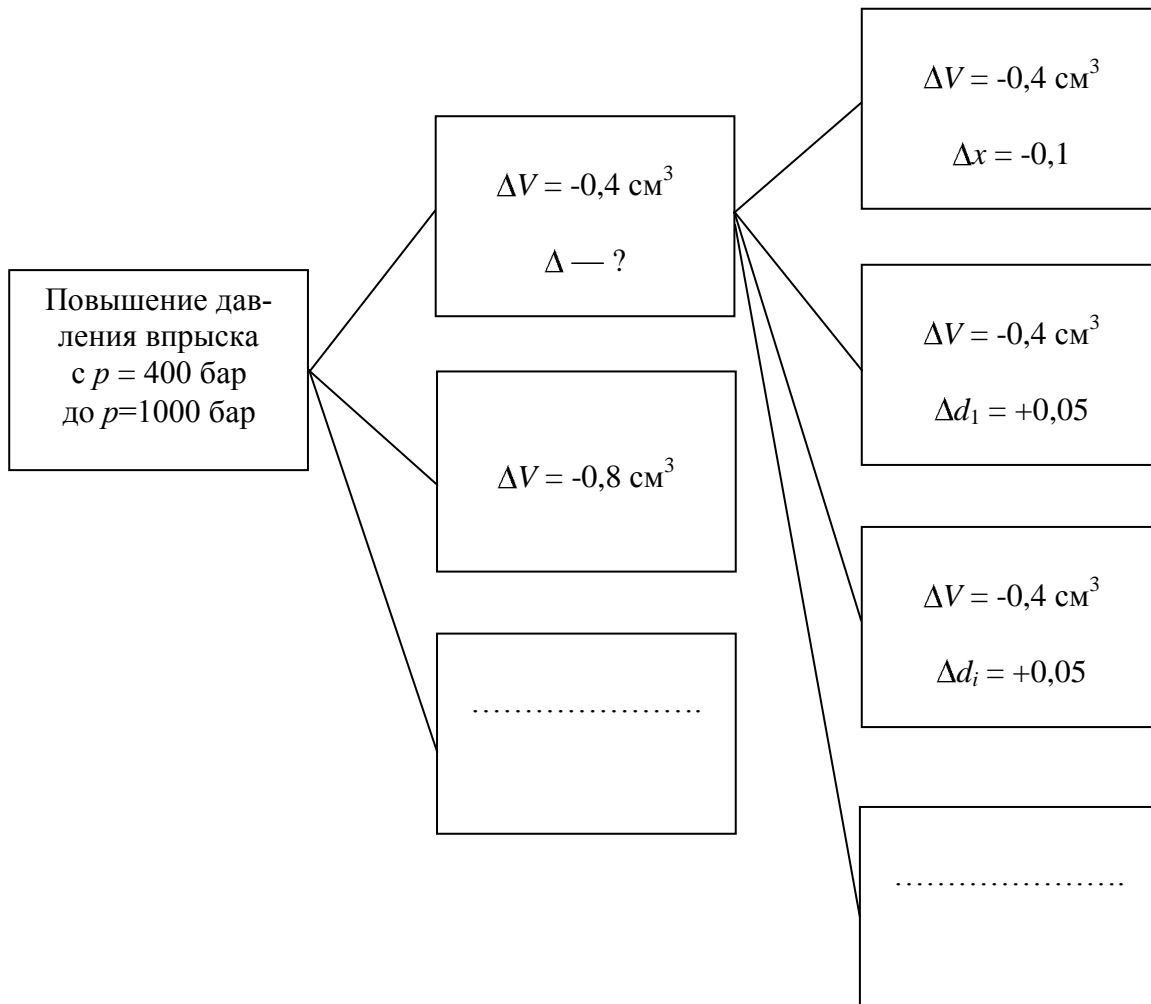 Повышение дав-
ления впрыска
с p = 400 бар
до p=1000 бар
ΔV = -0,4 см³
Δ — ?
ΔV = -0,8 см³
........................
ΔV = -0,4 см³
Δx = -0,1
ΔV = -0,4 см³
Δd₁ = +0,05
ΔV = -0,4 см³
Δdᵢ = +0,05
........................